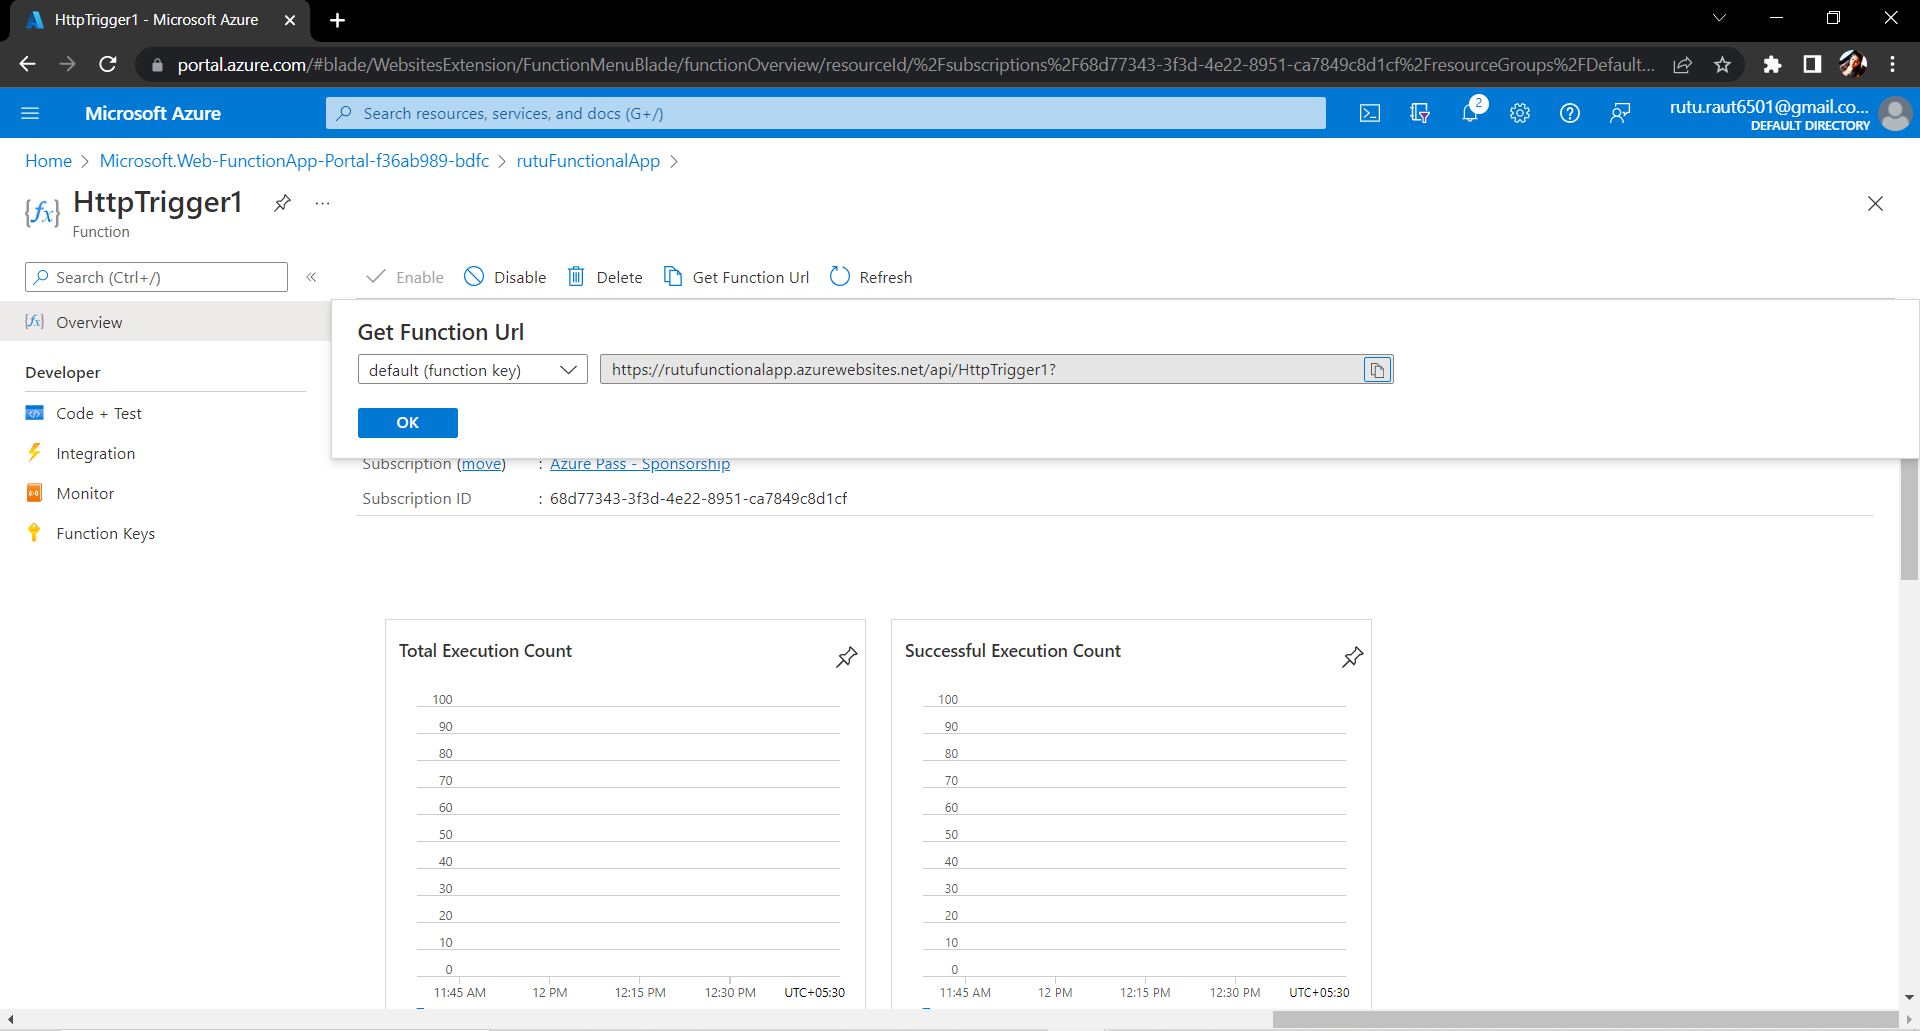 HttpTrigger1 - Microsoft Azure
portal.azure.com/#blade/WebsitesExtension/FunctionMenuBlade/functionOverview/resourceId/%2Fsubscriptions%2F68d77343-3f3d-4e22-8951-ca7849c8d1cf%2FresourceGroups%2FDefault...
Microsoft Azure
Search resources, services, and docs (G+/)
2
rutu.raut6501@gmail.co...
DEFAULT DIRECTORY
Home > Microsoft.Web-FunctionApp-Portal-f36ab989-bdfc > rutuFunctionalApp >
{fx}
HttpTrigger1
...
Function
Search (Ctrl+/)
«
Enable
Disable
Delete
Get Function Url
Refresh
{fx} Overview
Developer
Code + Test
Integration
Monitor
Function Keys
Get Function Url
default (function key)
https://rutufunctionalapp.azurewebsites.net/api/HttpTrigger1?
OK
Subscription (move) : Azure Pass - Sponsorship
Subscription ID : 68d77343-3f3d-4e22-8951-ca7849c8d1cf
Total Execution Count
100
90
80
70
60
50
40
30
20
10
0
11:45 AM 12 PM 12:15 PM 12:30 PM UTC+05:30
Successful Execution Count
100
90
80
70
60
50
40
30
20
10
0
11:45 AM 12 PM 12:15 PM 12:30 PM UTC+05:30